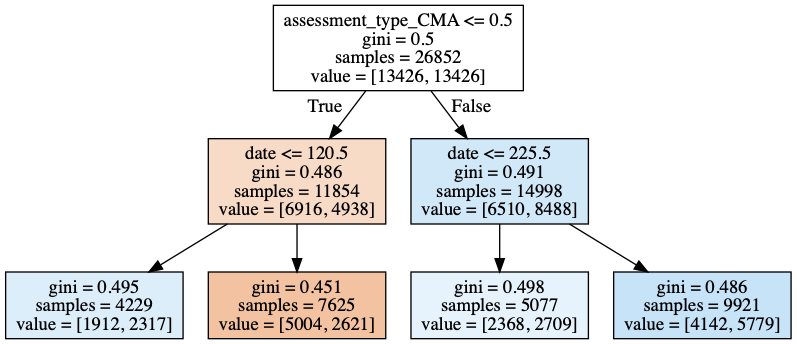 assessment_type_CMA <= 0.5
gini = 0.5
samples = 26852
value = [13426, 13426]
True
False
date <= 120.5
gini = 0.486
samples = 11854
value = [6916, 4938]
date <= 225.5
gini = 0.491
samples = 14998
value = [6510, 8488]
gini = 0.495
samples = 4229
value = [1912, 2317]
gini = 0.451
samples = 7625
value = [5004, 2621]
gini = 0.498
samples = 5077
value = [2368, 2709]
gini = 0.486
samples = 9921
value = [4142, 5779]